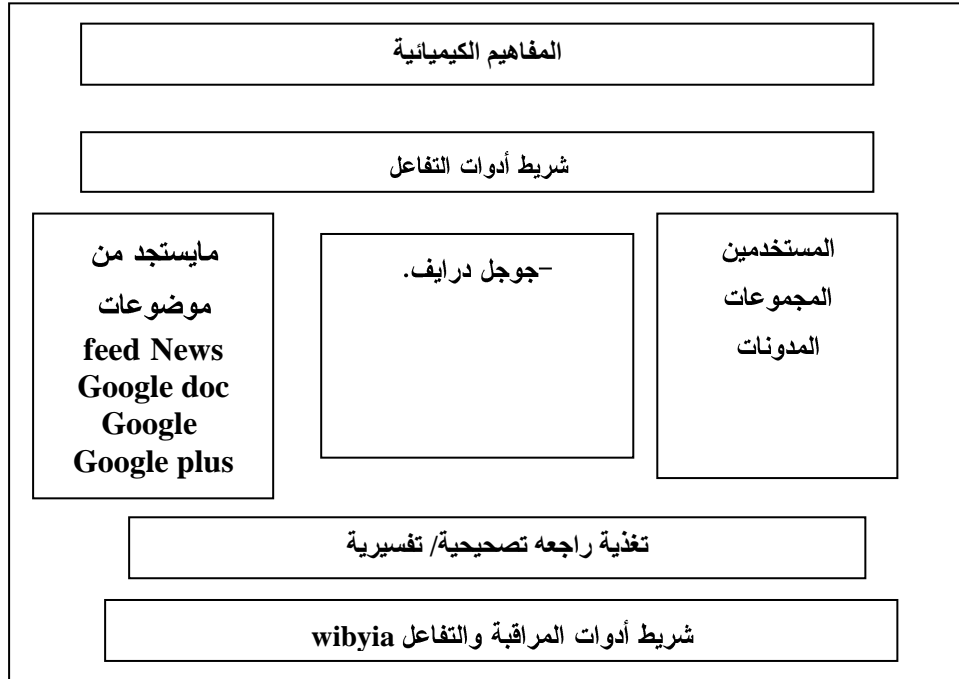 المفاهيم الكيميائية
شريط أدوات التفاعل
المستخدمين
المجموعات
المدونات
-جوجل درايف.
مايستجد من
موضوعات
feed News
Google doc
Google
Google plus
تغذية راجعه تصحيحية/ تفسيرية
شريط أدوات المراقبة والتفاعل wibyia